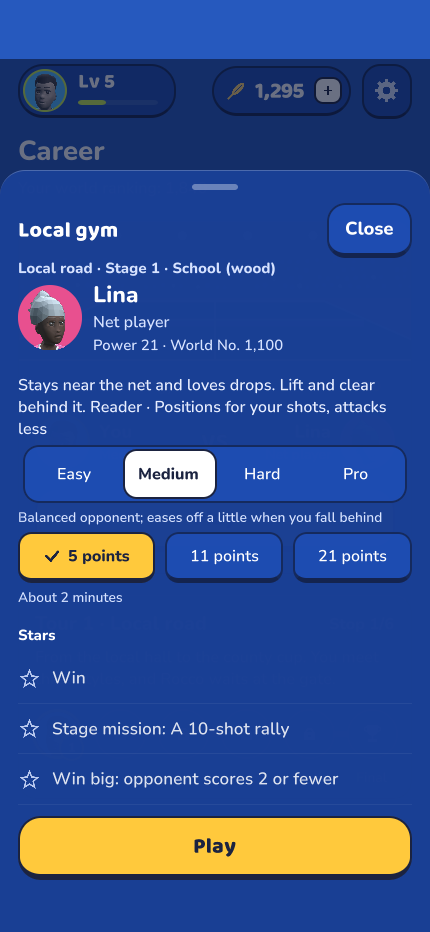 Lv 5
1,295
+
Career
Local gym
Close
Local road · Stage 1 · School (wood)
Lina
Net player
Power 21 · World No. 1,100
Stays near the net and loves drops. Lift and clear
behind it. Reader · Positions for your shots, attacks
less
Easy
Medium
Hard
Pro
Balanced opponent; eases off a little when you fall behind
5 points
11 points
21 points
About 2 minutes
Stars
Win
Stage mission: A 10-shot rally
Win big: opponent scores 2 or fewer
Play